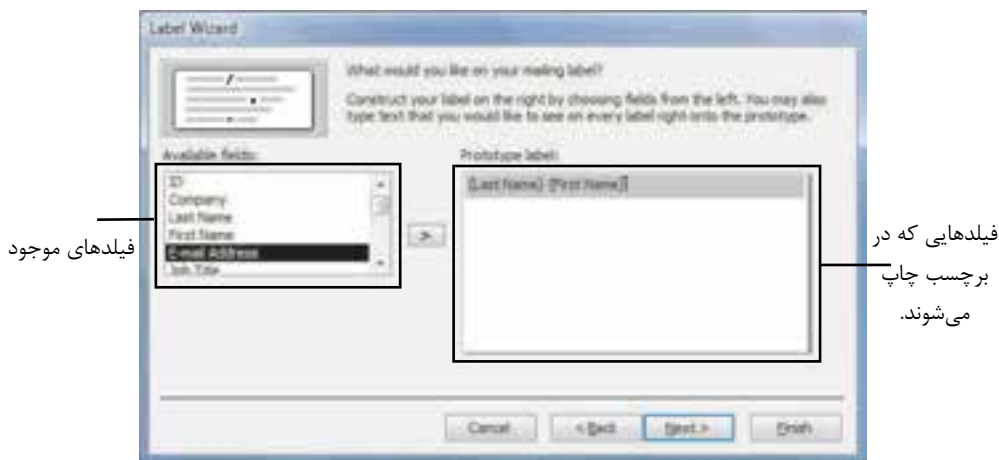 Label Wizard
What would you like on your mailing label?
Construct your label on the right by choosing fields from the left. You may also
type text that you would like to see on every label right onto the prototype.
Available fields:
ID
Company
Last Name
First Name
E-mail Address
Job Title
>
Prototype label:
{Last Name} {First Name}
Cancel
< Back
Next >
Finish
فیلدهای موجود
فیلدهایی که در
برچسب چاپ
می‌شوند.